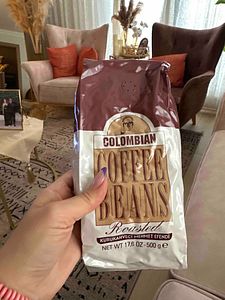 COLOMBIAN
COFFEE
BEANS
Roasted
KURUKAHVECİ MEHMET EFENDİ
NET WT 17,6 OZ - 500 g